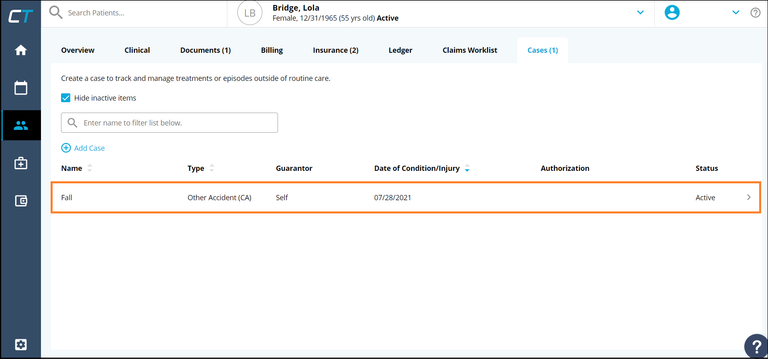 CT
Search Patients...
LB
Bridge, Lola
Female, 12/31/1965 (55 yrs old) Active
?
Overview Clinical Documents (1) Billing Insurance (2) Ledger Claims Worklist Cases (1)
Create a case to track and manage treatments or episodes outside of routine care.
Hide inactive items
Enter name to filter list below.
Add Case
Name Type Guarantor Date of Condition/Injury Authorization Status
Fall Other Accident (CA) Self 07/28/2021 Active
?